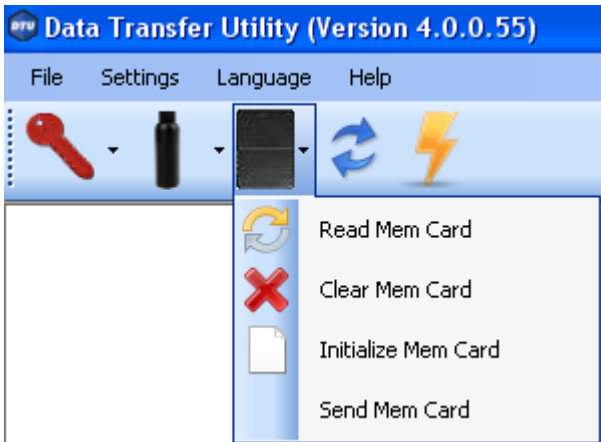 DTU Data Transfer Utility (Version 4.0.0.55)
File Settings Language Help
Read Mem Card
Clear Mem Card
Initialize Mem Card
Send Mem Card